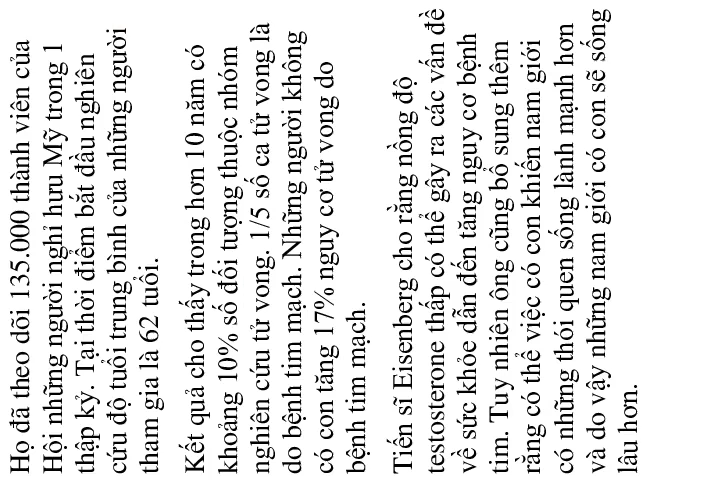 Họ đã theo dõi 135.000 thành viên của
Hội những người nghỉ hưu Mỹ trong 1
thập kỷ. Tại thời điểm bắt đầu nghiên
cứu độ tuổi trung bình của những người
tham gia là 62 tuổi.
Kết quả cho thấy trong hơn 10 năm có
khoảng 10% số đối tượng thuộc nhóm
nghiên cứu tử vong, 1/5 số ca tử vong là
do bệnh tim mạch. Những người không
có con tăng 17% nguy cơ tử vong do
bệnh tim mạch.
Tiến sĩ Eisenberg cho rằng nồng độ
testosterone thấp có thể gây ra các vấn đề
về sức khỏe dẫn đến tăng nguy cơ bệnh
tim. Tuy nhiên ông cũng bổ sung thêm
rằng có thể việc có con khiến nam giới
có những thói quen sống lành mạnh hơn
và do vậy những nam giới có con sẽ sống
lâu hơn.